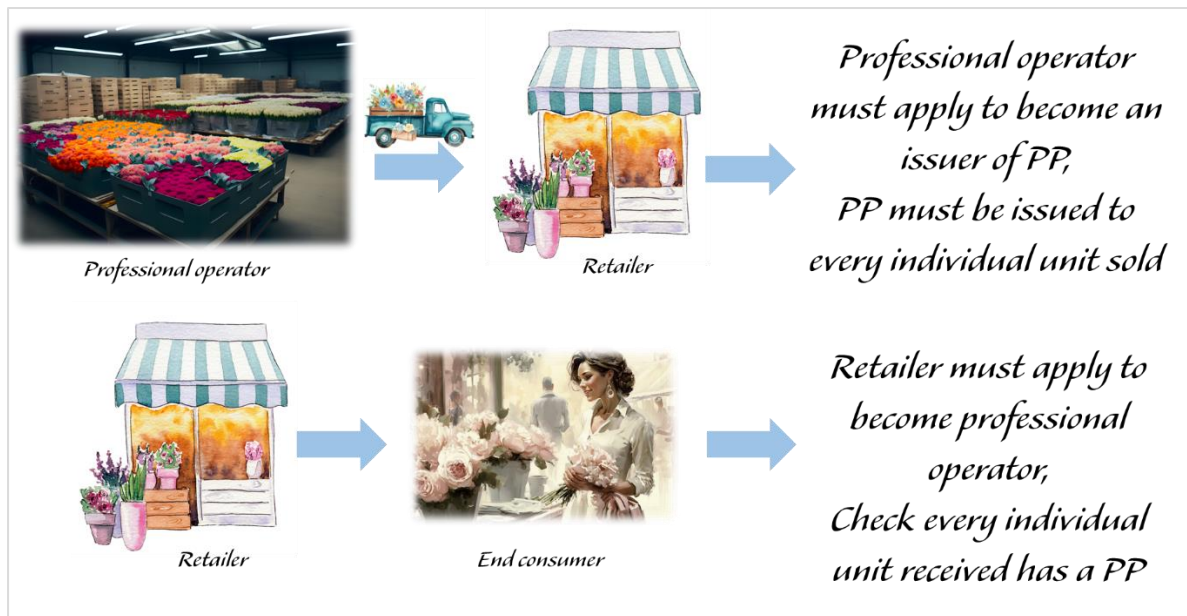 Professional operator
must apply to become an
issuer of PP,
PP must be issued to
every individual unit sold
Professional operator
Retailer
Retailer must apply to
become professional
operator,
Check every individual
unit received has a PP
Retailer
End consumer